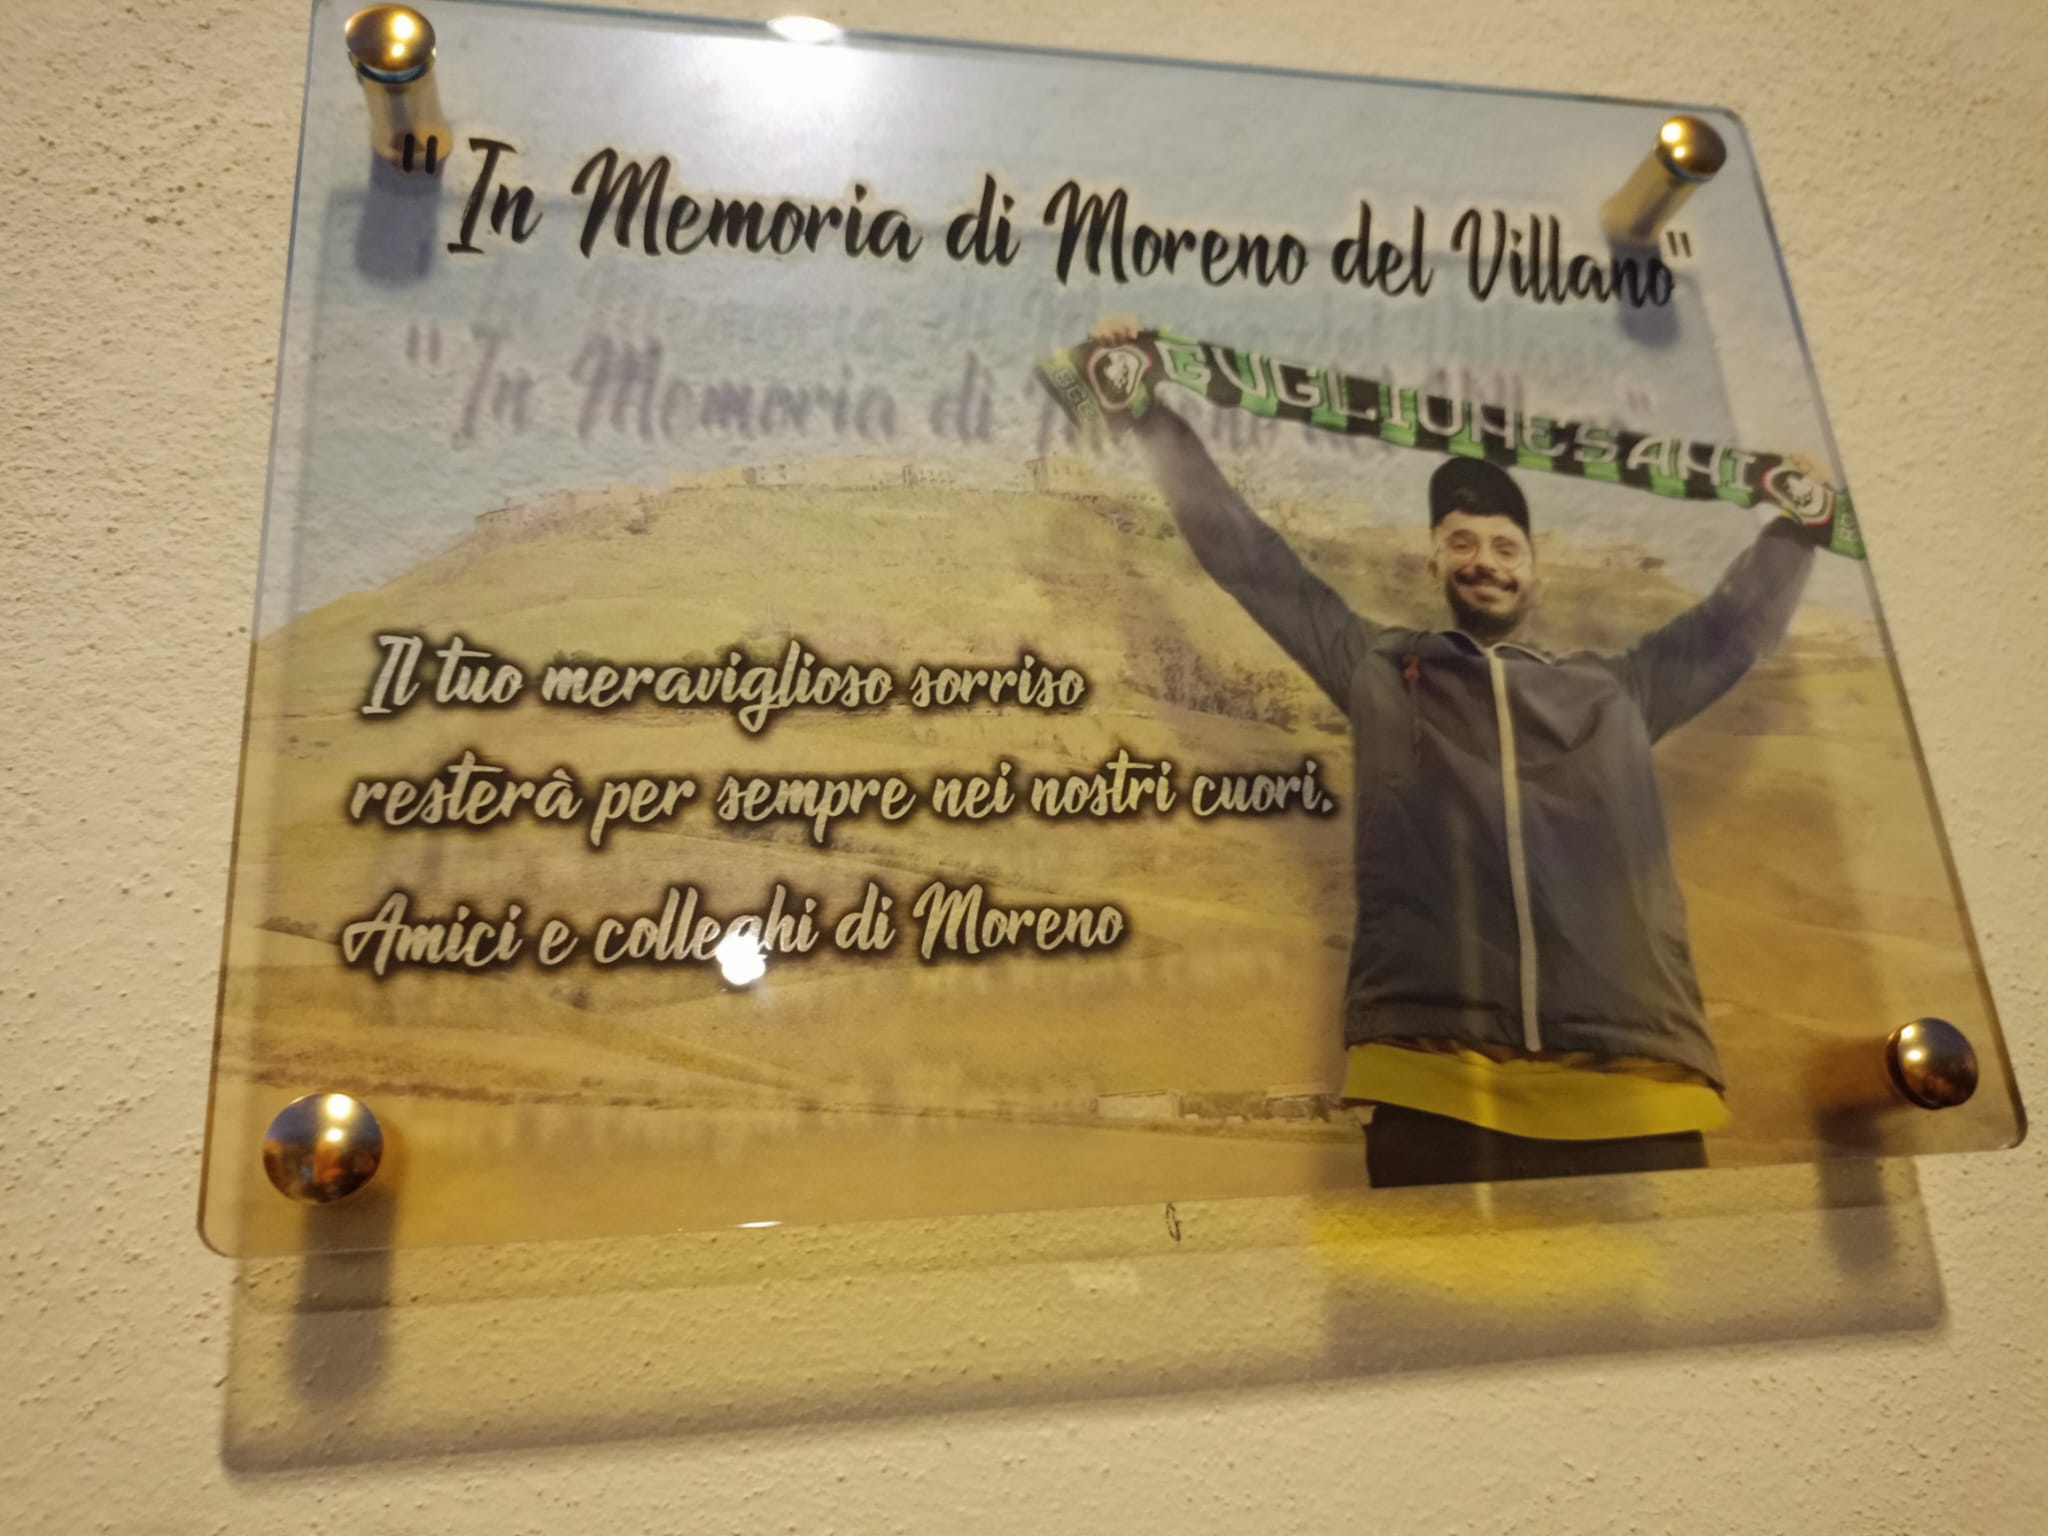 "In Memoria di Moreno del Villano"
GUGLIONESANI
Il tuo meraviglioso sorriso
resterà per sempre nei nostri cuori.
Amici e colleghi di Moreno